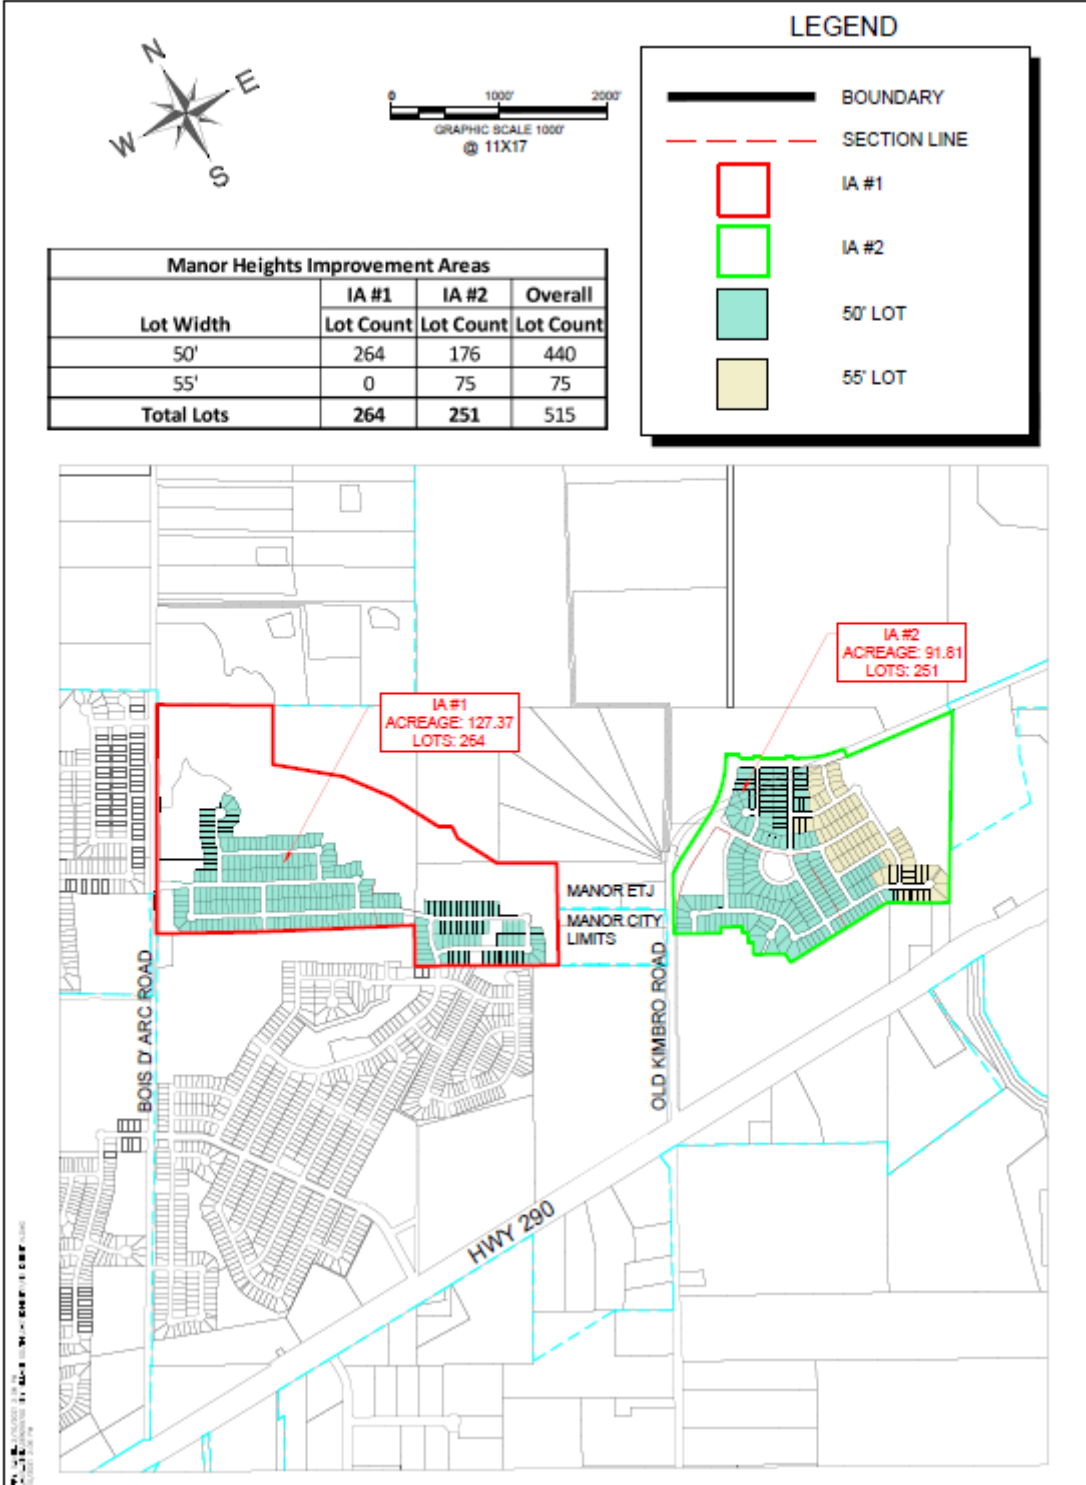 LEGEND
N
E
W
S
0 1000' 2000'
GRAPHIC SCALE 1000'
@ 11X17
BOUNDARY
SECTION LINE
IA #1
IA #2
50' LOT
55' LOT
Manor Heights Improvement Areas
IA #1 IA #2 Overall
Lot Width Lot Count Lot Count Lot Count
50' 264 176 440
55' 0 75 75
Total Lots 264 251 515
IA #2
ACREAGE: 91.81
LOTS: 251
IA #1
ACREAGE: 127.37
LOTS: 264
MANOR ETJ
MANOR CITY
LIMITS
BOIS D'ARC ROAD
OLD KIMBRO ROAD
HWY 290